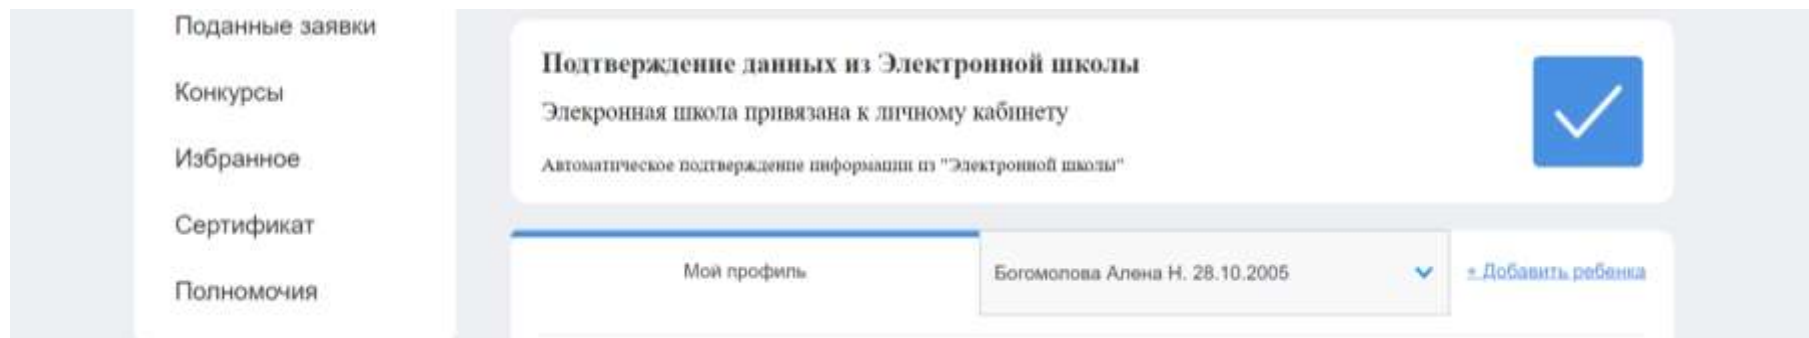 Поданные заявки
Конкурсы
Избранное
Сертификат
Полномочия
Подтверждение данных из Электронной школы
Элекронная школа привязана к личному кабинету
Автоматическое подтверждение информации из "Электронной школы"
Мой профиль
Богомолова Алена Н. 28.10.2005
+ Добавить ребенка